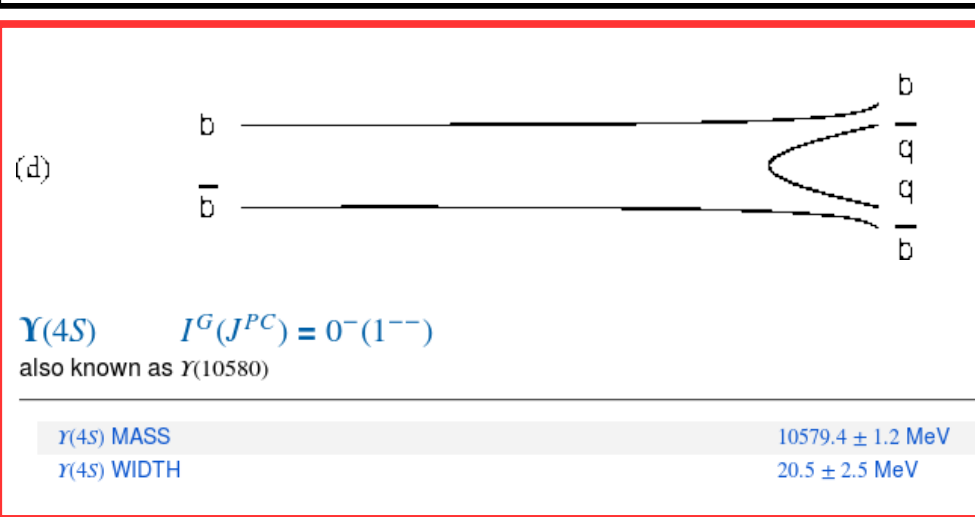 b
b
q̅
(d)
q
b̅
b̅
ϒ(4S) I^G(J^PC) = 0^−(1^−−)
also known as ϒ(10580)
ϒ(4S) MASS 10579.4 ± 1.2 MeV
ϒ(4S) WIDTH 20.5 ± 2.5 MeV